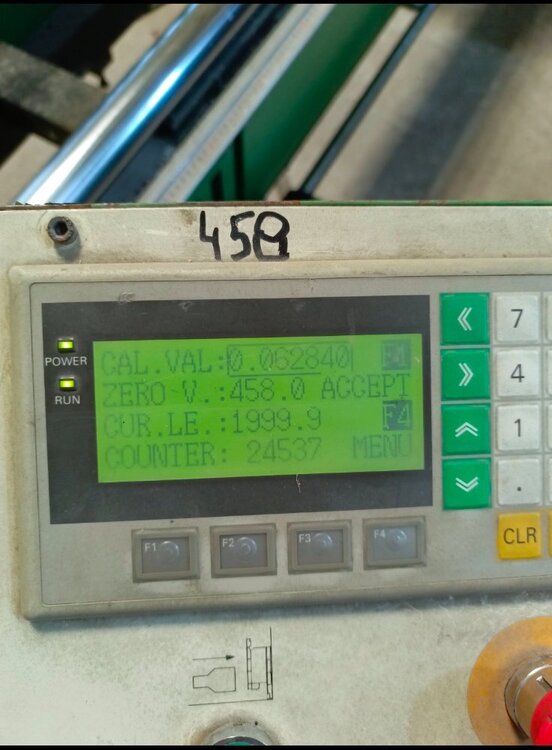 458
POWER
RUN
CAL.VAL:0.062840 F1
ZERO V.:458.0 ACCEPT
CUR.LE.:1999.9 F4
COUNTER: 24537 MENU
7
4
1
.
CLR
F1 F2 F3 F4